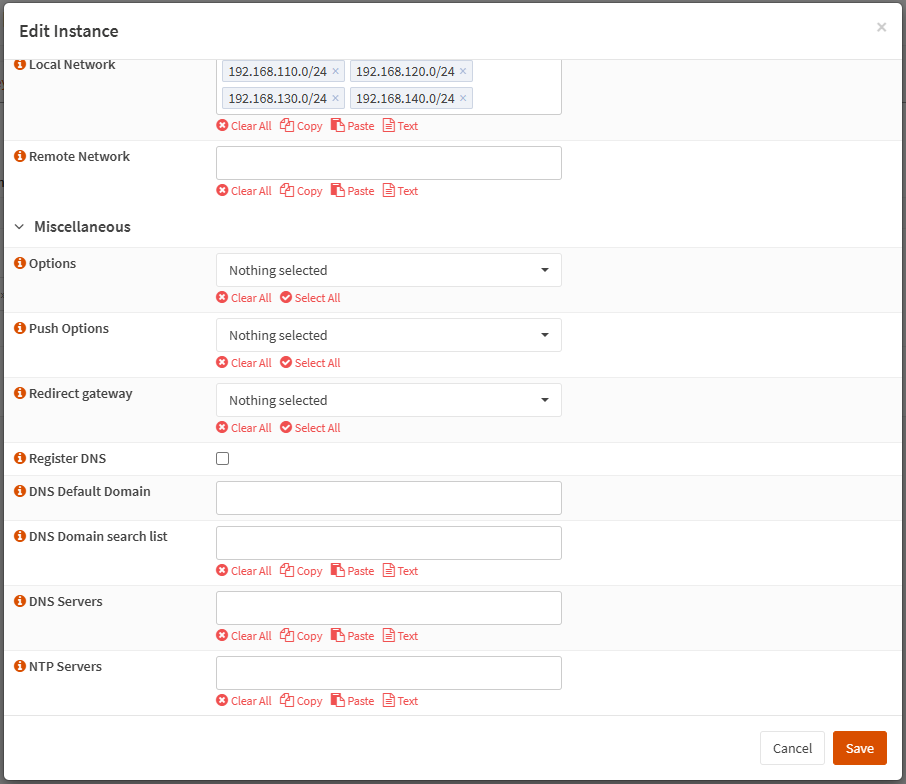 Edit Instance ×
Local Network
192.168.110.0/24 × 192.168.120.0/24 ×
192.168.130.0/24 × 192.168.140.0/24 ×
Clear All Copy Paste Text
Remote Network
Clear All Copy Paste Text
Miscellaneous
Options Nothing selected
Clear All Select All
Push Options Nothing selected
Clear All Select All
Redirect gateway Nothing selected
Clear All Select All
Register DNS
DNS Default Domain
DNS Domain search list
Clear All Copy Paste Text
DNS Servers
Clear All Copy Paste Text
NTP Servers
Clear All Copy Paste Text
Cancel Save